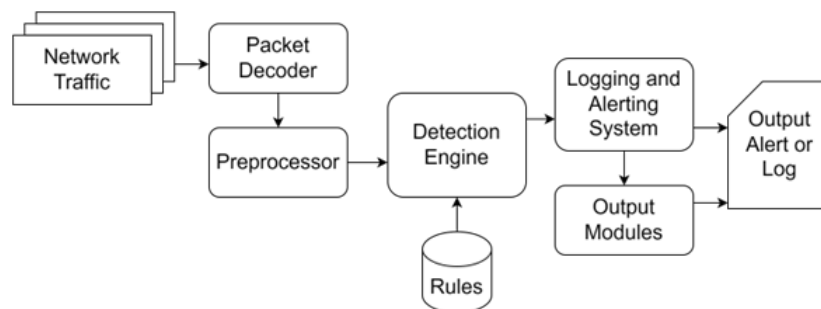 Network
Traffic
Packet
Decoder
Preprocessor
Detection
Engine
Rules
Logging and
Alerting
System
Output
Modules
Output
Alert or
Log